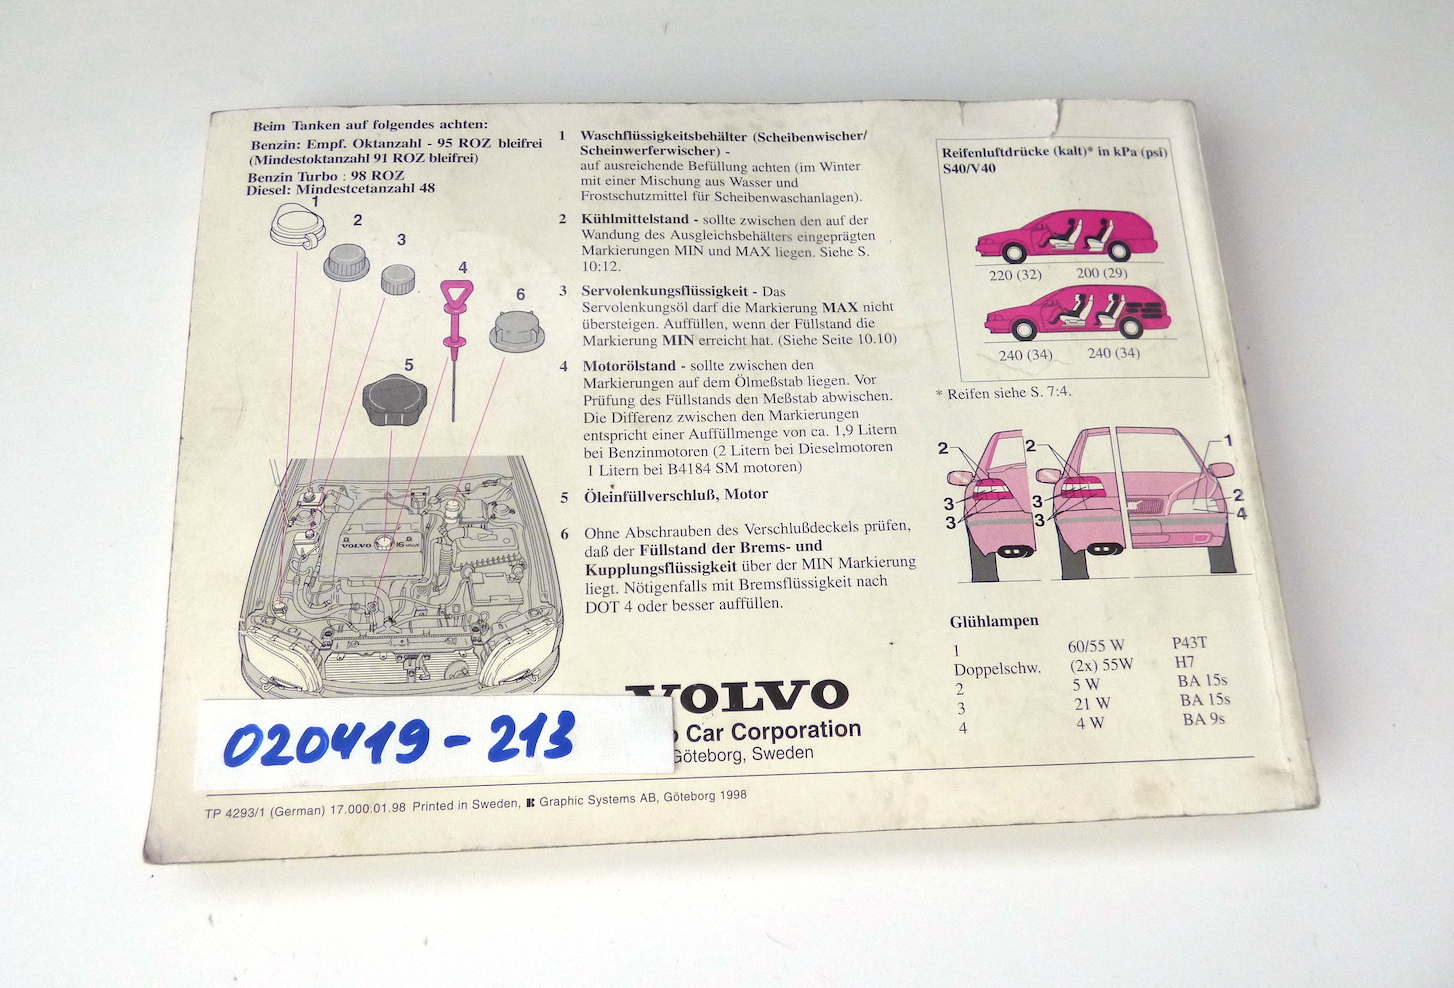 Beim Tanken auf folgendes achten:
Benzin: Empf. Oktanzahl - 95 ROZ bleifrei
(Mindestoktanzahl 91 ROZ bleifrei)
Benzin Turbo : 98 ROZ
Diesel: Mindestcetanzahl 48
1
2
3
4
6
5
VOLVO 16
1 Waschflüssigkeitsbehälter (Scheibenwischer/
Scheinwerferwischer) -
auf ausreichende Befüllung achten (im Winter
mit einer Mischung aus Wasser und
Frostschutzmittel für Scheibenwaschanlagen).
2 Kühlmittelstand - sollte zwischen den auf der
Wandung des Ausgleichsbehälters eingeprägten
Markierungen MIN und MAX liegen. Siehe S.
10:12.
3 Servolenkungsflüssigkeit - Das
Servolenkungsöl darf die Markierung MAX nicht
übersteigen. Auffüllen, wenn der Füllstand die
Markierung MIN erreicht hat. (Siehe Seite 10.10)
4 Motorölstand - sollte zwischen den
Markierungen auf dem Ölmeßstab liegen. Vor
Prüfung des Füllstands den Meßstab abwischen.
Die Differenz zwischen den Markierungen
entspricht einer Auffüllmenge von ca. 1,9 Litern
bei Benzinmotoren (2 Litern bei Dieselmotoren
1 Litern bei B4184 SM motoren)
5 Öleinfüllverschluß, Motor
6 Ohne Abschrauben des Verschlußdeckels prüfen,
daß der Füllstand der Brems- und
Kupplungsflüssigkeit über der MIN Markierung
liegt. Nötigenfalls mit Bremsflüssigkeit nach
DOT 4 oder besser auffüllen.
VOLVO
Car Corporation
Göteborg, Sweden
020419-213
TP 4293/1 (German) 17.000.01.98 Printed in Sweden, Graphic Systems AB, Göteborg 1998
Reifenluftdrücke (kalt)* in kPa (psi)
S40/V40
220 (32) 200 (29)
240 (34) 240 (34)
* Reifen siehe S. 7:4.
2 2 1
3 3 2
3 3 4
Glühlampen
1 60/55 W P43T
Doppelschw. (2x) 55W H7
2 5 W BA 15s
3 21 W BA 15s
4 4 W BA 9s